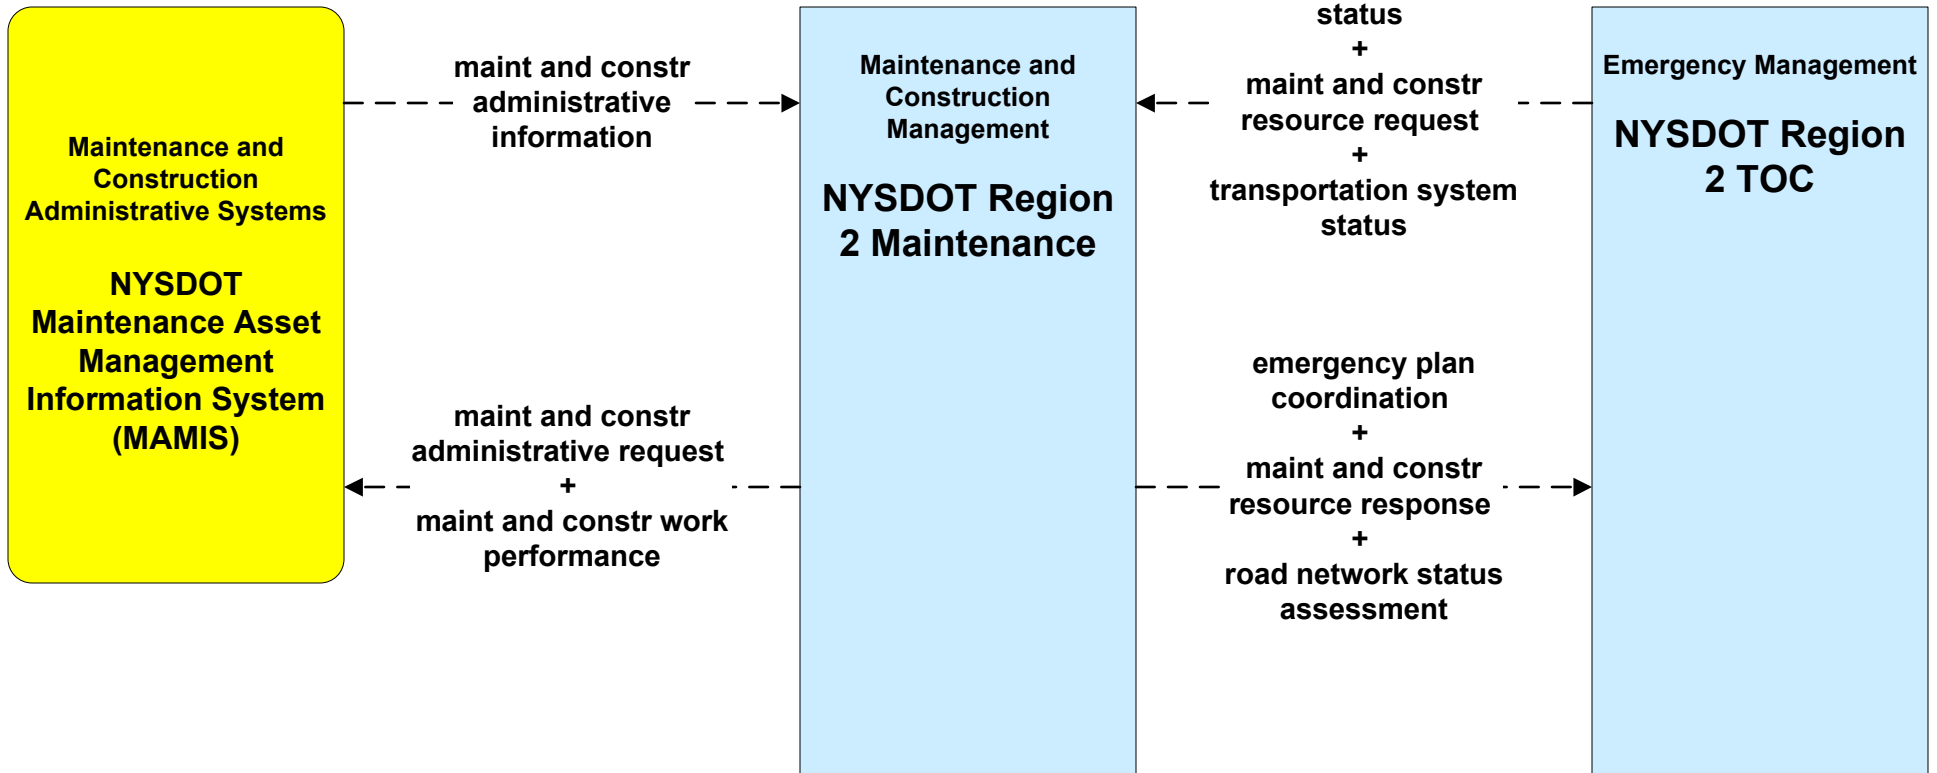 Maintenance and
Construction
Administrative Systems
NYSDOT
Maintenance Asset
Management
Information System
(MAMIS)
maint and constr
administrative
information
maint and constr
administrative request
+
maint and constr work
performance
Maintenance and
Construction
Management
NYSDOT Region
2 Maintenance
status
+
maint and constr
resource request
+
transportation system
status
emergency plan
coordination
+
maint and constr
resource response
+
road network status
assessment
Emergency Management
NYSDOT Region
2 TOC